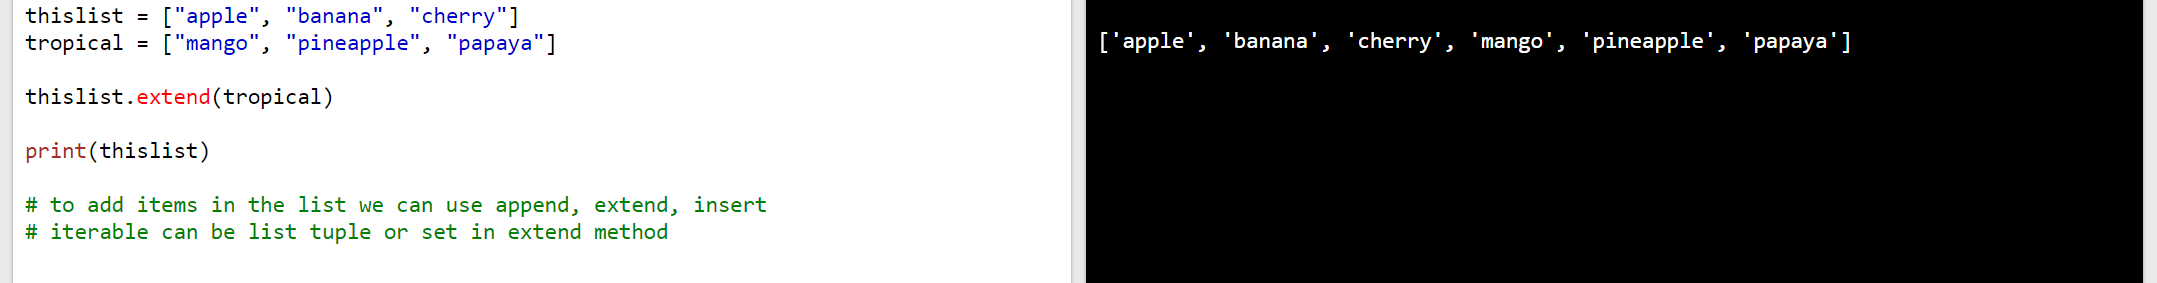 thislist = ["apple", "banana", "cherry"]
tropical = ["mango", "pineapple", "papaya"]
thislist.extend(tropical)
print(thislist)
# to add items in the list we can use append, extend, insert
# iterable can be list tuple or set in extend method
['apple', 'banana', 'cherry', 'mango', 'pineapple', 'papaya']